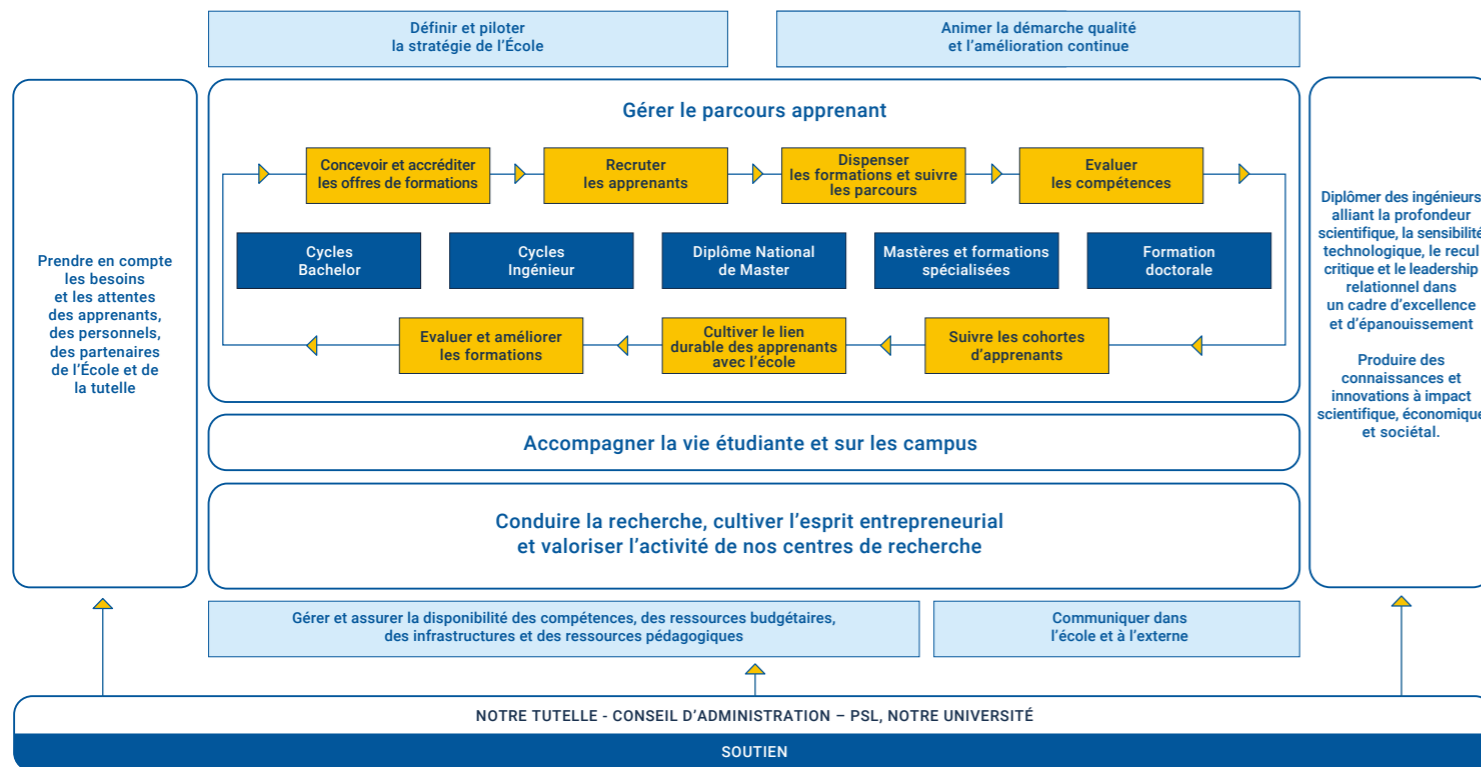 Définir et piloter
la stratégie de l’École
Animer la démarche qualité
et l’amélioration continue
Prendre en compte
les besoins
et les attentes
des apprenants,
des personnels,
des partenaires
de l’École et de
la tutelle
Gérer le parcours apprenant
Concevoir et accréditer
les offres de formations
Recruter
les apprenants
Dispenser
les formations et suivre
les parcours
Evaluer
les compétences
Cycles
Bachelor
Cycles
Ingénieur
Diplôme National
de Master
Mastères et formations
spécialisées
Formation
doctorale
Evaluer et améliorer
les formations
Cultiver le lien
durable des apprenants
avec l’école
Suivre les cohortes
d’apprenants
Accompagner la vie étudiante et sur les campus
Conduire la recherche, cultiver l’esprit entrepreneurial
et valoriser l’activité de nos centres de recherche
Diplômer des ingénieurs
alliant la profondeur
scientifique, la sensibilité
technologique, le recul
critique et le leadership
relationnel dans
un cadre d’excellence
et d’épanouissement
Produire des
connaissances et
innovations à impact
scientifique, économique
et sociétal.
Gérer et assurer la disponibilité des compétences, des ressources budgétaires,
des infrastructures et des ressources pédagogiques
Communiquer dans
l’école et à l’externe
NOTRE TUTELLE - CONSEIL D’ADMINISTRATION – PSL, NOTRE UNIVERSITÉ
SOUTIEN